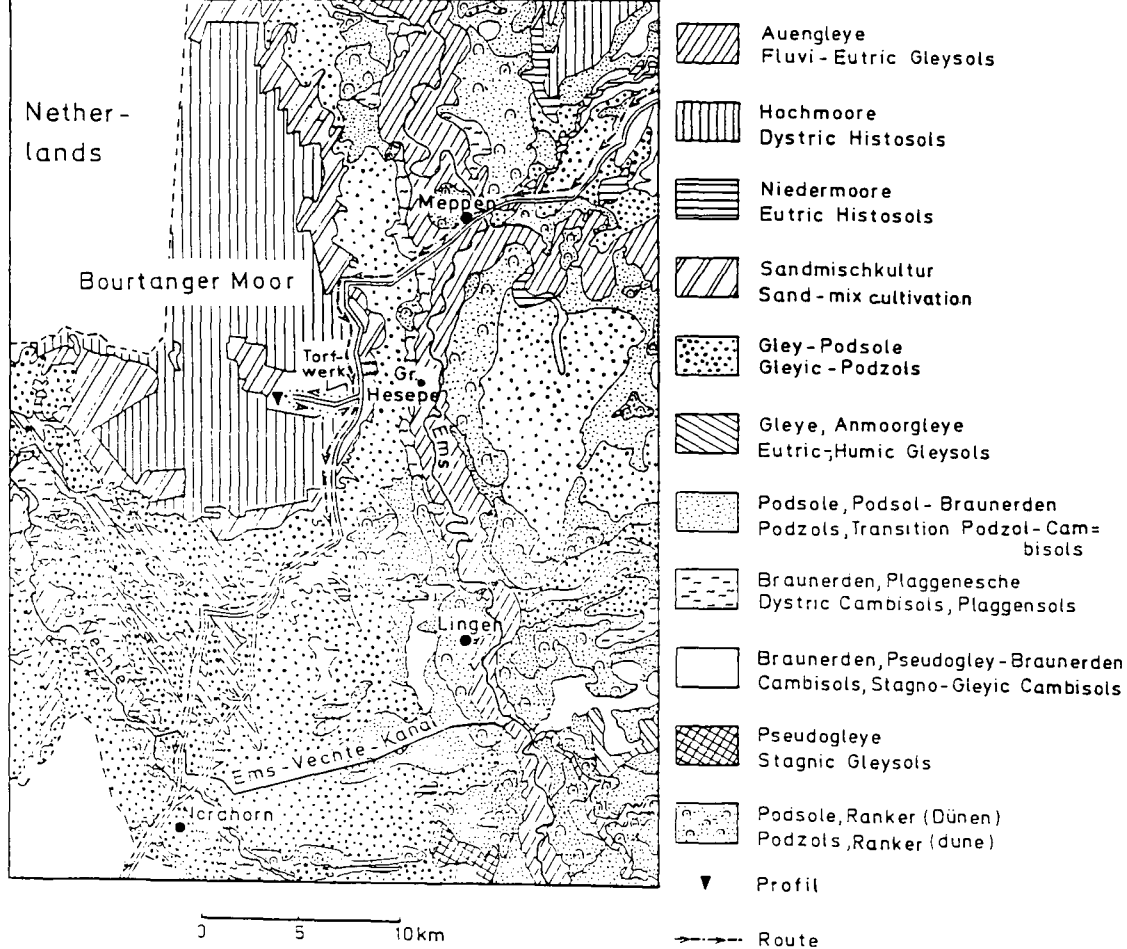 Nether-
lands
Bourtanger Moor
Meppen
Torf-
werk
Gr.
Hesepe
Ems
Lingen
Ems-Vechte-Kanal
Auengleye
Fluvi-Eutric Gleysols
Hochmoore
Dystric Histosols
Niedermoore
Eutric Histosols
Sandmischkultur
Sand-mix cultivation
Gley-Podsole
Gleyic-Podzols
Gleye, Anmoorgleye
Eutric-,Humic Gleysols
Podsole, Podsol-Braunerden
Podzols, Transition Podzol-Cam=
bisols
Braunerden, Plaggenesche
Dystric Cambisols, Plaggensols
Braunerden, Pseudogley-Braunerden
Cambisols, Stagno-Gleyic Cambisols
Pseudogleye
Stagnic Gleysols
Podsole, Ranker (Dünen)
Podzols, Ranker (dune)
Profil
Route
0 5 10 km